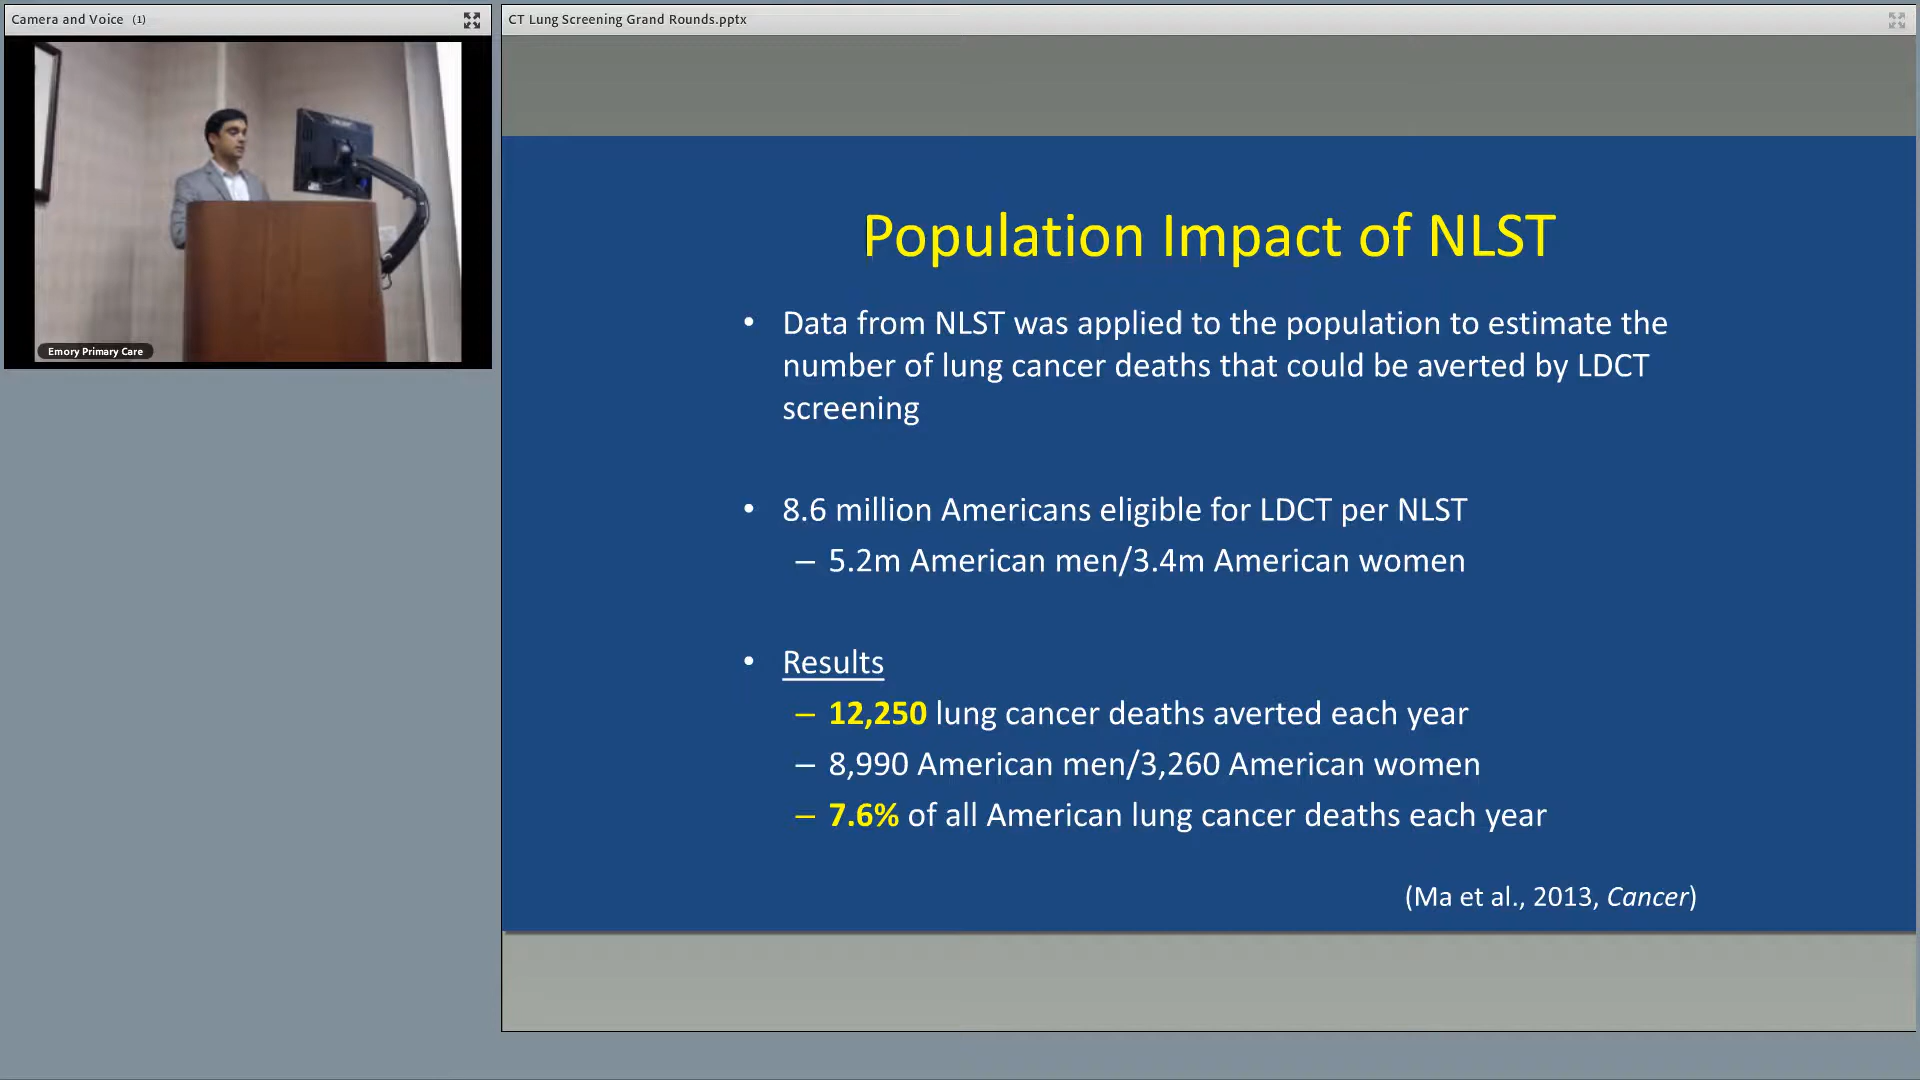 Camera and Voice (1)
CT Lung Screening Grand Rounds.pptx
Emory Primary Care
Population Impact of NLST
• Data from NLST was applied to the population to estimate the
number of lung cancer deaths that could be averted by LDCT
screening
• 8.6 million Americans eligible for LDCT per NLST
– 5.2m American men/3.4m American women
• Results
– 12,250 lung cancer deaths averted each year
– 8,990 American men/3,260 American women
– 7.6% of all American lung cancer deaths each year
(Ma et al., 2013, Cancer)